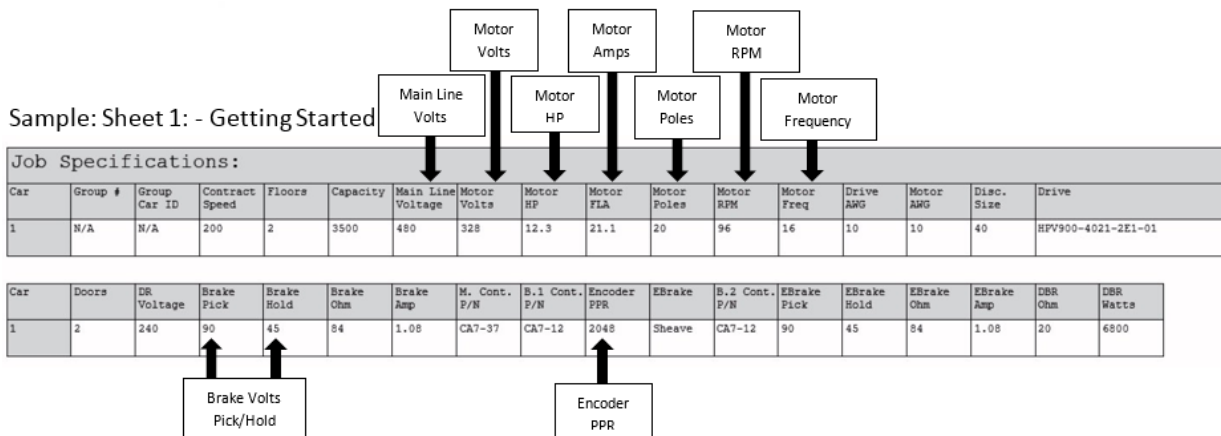 Motor
Volts
Motor
Amps
Motor
RPM
Main Line
Volts
Motor
HP
Motor
Poles
Motor
Frequency
Sample: Sheet 1: - Getting Started
Job Specifications:
Car Group # Group Car ID Contract Speed Floors Capacity Main Line Voltage Motor Volts Motor HP Motor FLA Motor Poles Motor RPM Motor Freq Drive AWG Motor AWG Disc. Size Drive
1 N/A N/A 200 2 3500 480 328 12.3 21.1 20 96 16 10 10 40 HPV900-4021-2E1-01
Car Doors DR Voltage Brake Pick Brake Hold Brake Ohm Brake Amp M. Cont. P/N B.1 Cont. P/N Encoder PPR EBrake B.2 Cont. P/N EBrake Pick EBrake Hold EBrake Ohm EBrake Amp DBR Ohm DBR Watts
1 2 240 90 45 84 1.08 CA7-37 CA7-12 2048 Sheave CA7-12 90 45 84 1.08 20 6800
Brake Volts
Pick/Hold
Encoder
PPR